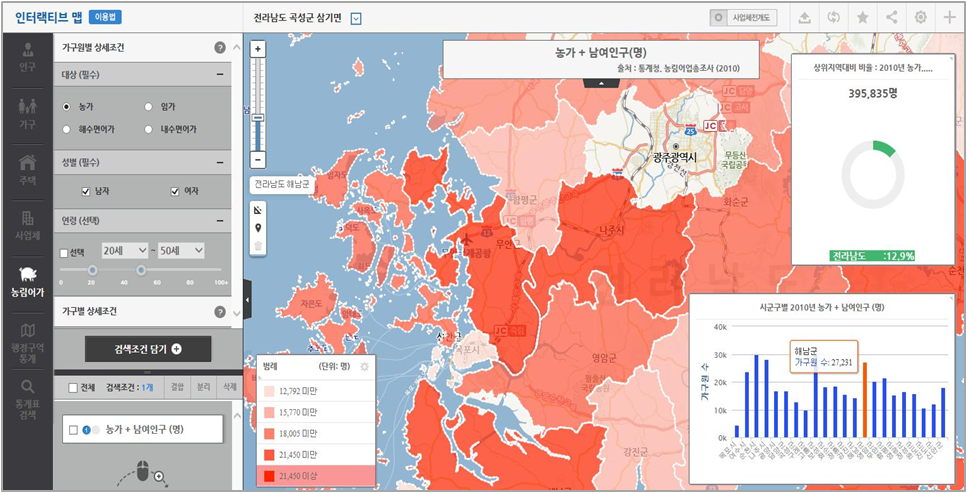 인터랙티브 맵 이용법
전라남도 곡성군 삼기면
사업체전개도
인구
가구
주택
사업체
농림어가
행정구역
통계
통계표
검색
가구원별 상세조건 ?
대상 (필수)
농가 임가
해수면어가 내수면어가
성별 (필수)
남자 여자
연령 (선택)
선택 20세 ~ 50세
0 20 40 60 80 100+
가구별 상세조건 ?
검색조건 담기
전체 검색조건 : 1개 결합 분리 삭제
농가 + 남여인구 (명)
전라남도 해남군
농가 + 남여인구(명)
출처 : 통계청, 농림어업총조사 (2010)
JC
25
JC
광주광역시
무등산
국립공원
함평군
화순군
나주시
무안군
자은도
목포시
영암군
강진군
범례 (단위: 명)
12,792 미만
15,770 미만
18,005 미만
21,450 미만
21,450 이상
상위지역대비 비율 : 2010년 농가.....
395,835명
전라남도 :12.9%
시군구별 2010년 농가 + 남여인구 (명)
가구원 수
40k
30k
20k
10k
0k
해남군
가구원 수: 27,231